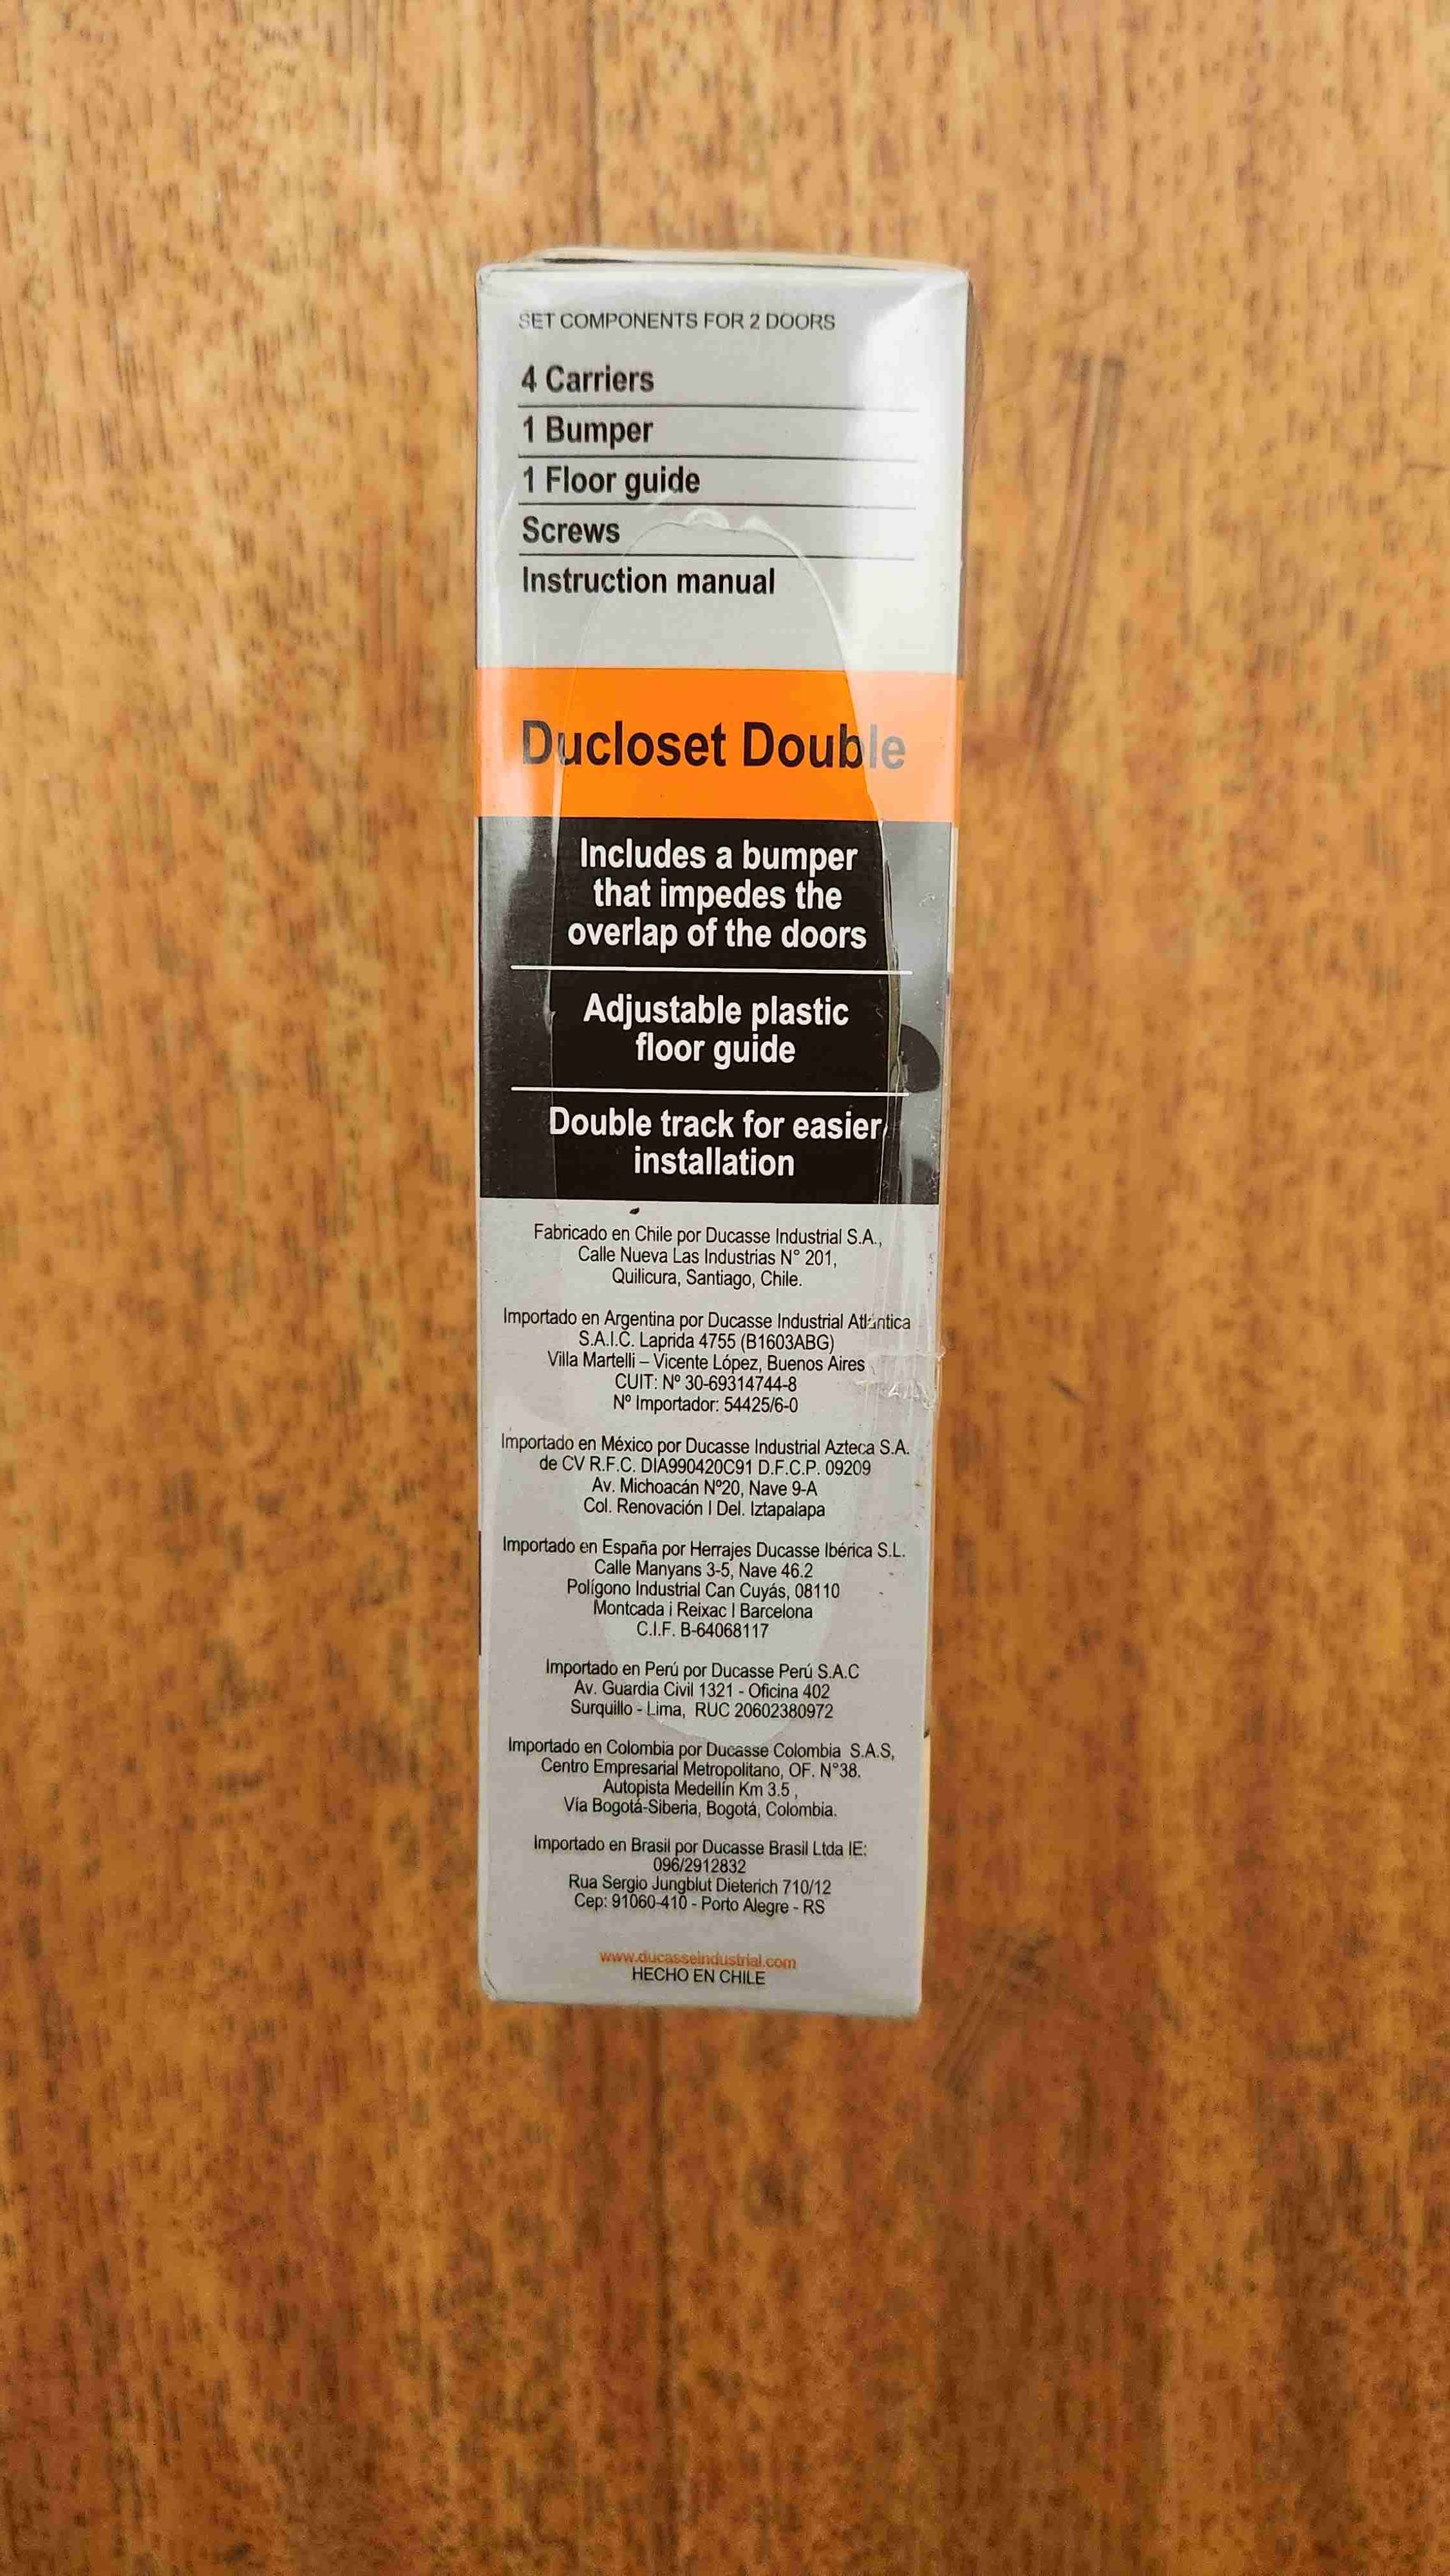 SET COMPONENTS FOR 2 DOORS
4 Carriers
1 Bumper
1 Floor guide
Screws
Instruction manual
Ducloset Double
Includes a bumper
that impedes the
overlap of the doors
Adjustable plastic
floor guide
Double track for easier
installation
Fabricado en Chile por Ducasse Industrial S.A.,
Calle Nueva Las Industrias N° 201,
Quilicura, Santiago, Chile.
Importado en Argentina por Ducasse Industrial Atlántica
S.A.I.C. Laprida 4755 (B1603ABG)
Villa Martelli – Vicente López, Buenos Aires
CUIT: Nº 30-69314744-8
Nº Importador: 54425/6-0
Importado en México por Ducasse Industrial Azteca S.A.
de CV R.F.C. DIA990420C91 D.F.C.P. 09209
Av. Michoacán Nº20, Nave 9-A
Col. Renovación I Del. Iztapalapa
Importado en España por Herrajes Ducasse Ibérica S.L.
Calle Manyans 3-5, Nave 46.2
Polígono Industrial Can Cuyás, 08110
Montcada i Reixac I Barcelona
C.I.F. B-64068117
Importado en Perú por Ducasse Perú S.A.C
Av. Guardia Civil 1321 - Oficina 402
Surquillo - Lima, RUC 20602380972
Importado en Colombia por Ducasse Colombia S.A.S,
Centro Empresarial Metropolitano, OF. N°38.
Autopista Medellín Km 3.5 ,
Vía Bogotá-Siberia, Bogotá, Colombia.
Importado en Brasil por Ducasse Brasil Ltda IE:
096/2912832
Rua Sergio Jungblut Dieterich 710/12
Cep: 91060-410 - Porto Alegre - RS
www.ducasseindustrial.com
HECHO EN CHILE